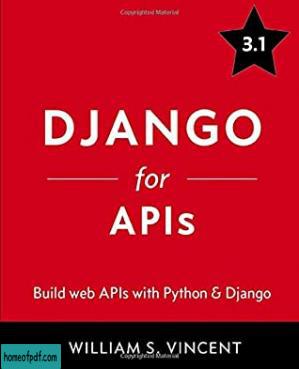 3.1
DJANGO
for
APIs
Build web APIs with Python & Django
WILLIAM S. VINCENT
homeofpdf.com